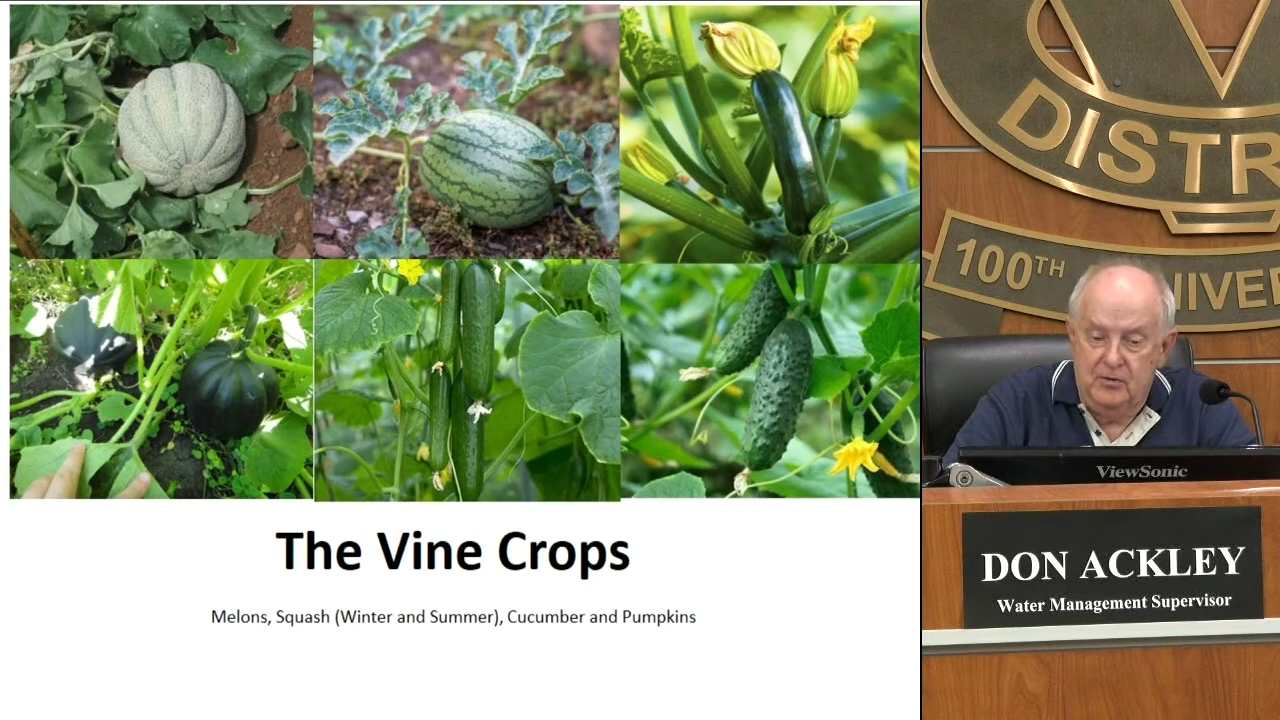 The Vine Crops
Melons, Squash (Winter and Summer), Cucumber and Pumpkins
DISTR
100TH
NIVE
ViewSonic
DON ACKLEY
Water Management Supervisor